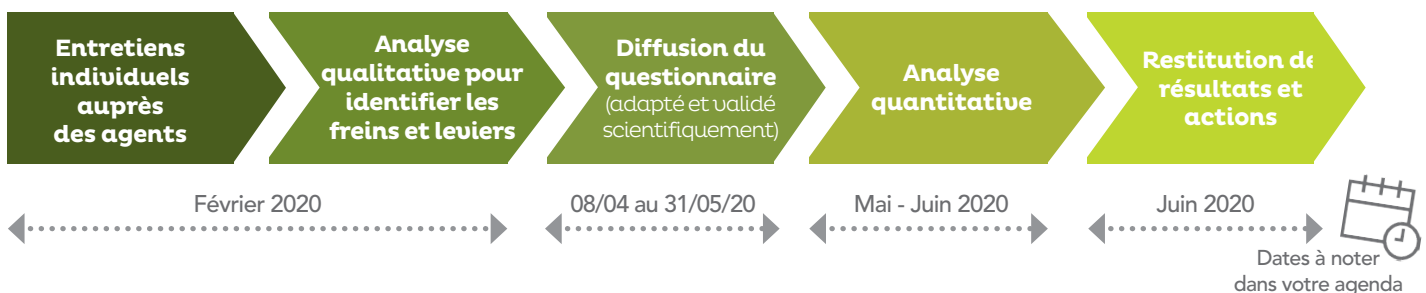 Entretiens
individuels
auprès
des agents
Analyse
qualitative pour
identifier les
freins et leviers
Diffusion du
questionnaire
(adapté et validé
scientifiquement)
Analyse
quantitative
Restitution de
résultats et
actions
Février 2020
08/04 au 31/05/20
Mai - Juin 2020
Juin 2020
Dates à noter
dans votre agenda